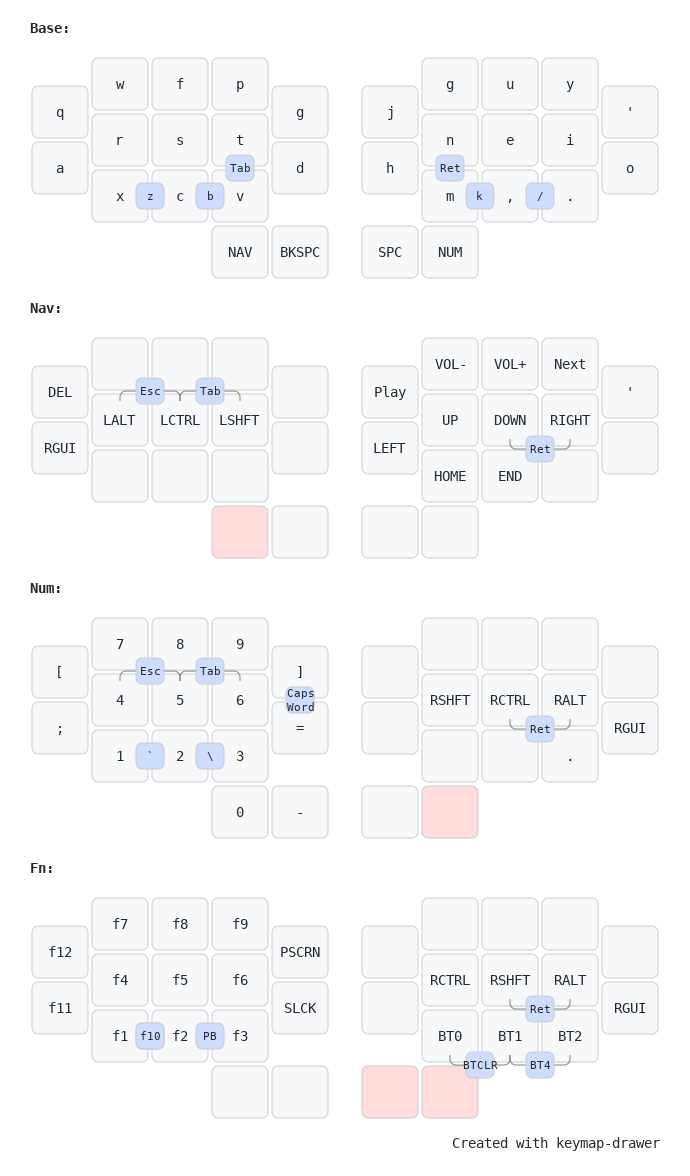 Base:
w f p g u y
q g j '
r s t n e i
Tab Ret
a d h o
x z c b v m k , / .
NAV BKSPC SPC NUM
Nav:
VOL- VOL+ Next
DEL Esc Tab Play '
LALT LCTRL LSHFT UP DOWN RIGHT
RGUI LEFT Ret
HOME END
Num:
7 8 9
[ Esc Tab ]
4 5 6 Caps Word RSHFT RCTRL RALT
; = Ret RGUI
1 ` 2 \ 3 .
0 -
Fn:
f7 f8 f9
f12 PSCRN
f4 f5 f6 RCTRL RSHFT RALT
f11 SLCK Ret RGUI
f1 f10 f2 PB f3 BT0 BT1 BT2
BTCLR BT4
Created with keymap-drawer